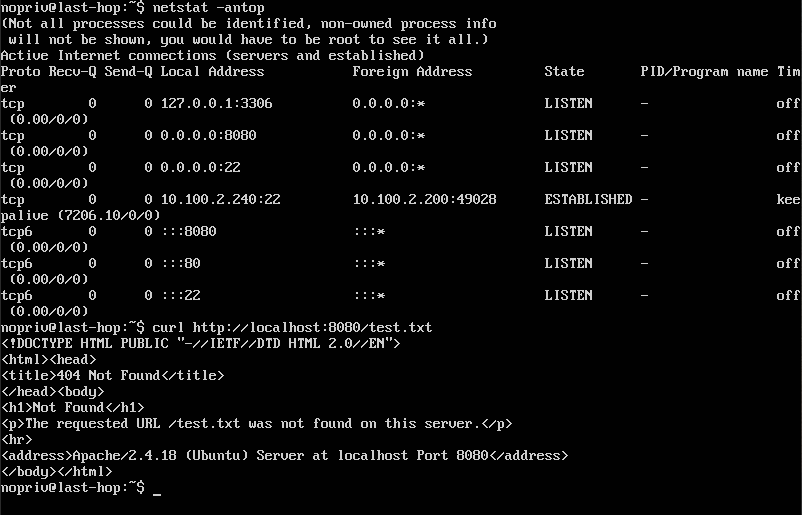 nopriv@last-hop:~$ netstat -antop
(Not all processes could be identified, non-owned process info
 will not be shown, you would have to be root to see it all.)
Active Internet connections (servers and established)
Proto Recv-Q Send-Q Local Address           Foreign Address         State       PID/Program name Tim
er
tcp        0      0 127.0.0.1:3306          0.0.0.0:*               LISTEN      -                off
 (0.00/0/0)
tcp        0      0 0.0.0.0:8080            0.0.0.0:*               LISTEN      -                off
 (0.00/0/0)
tcp        0      0 0.0.0.0:22              0.0.0.0:*               LISTEN      -                off
 (0.00/0/0)
tcp        0      0 10.100.2.240:22         10.100.2.200:49028      ESTABLISHED -                kee
palive (7206.10/0/0)
tcp6       0      0 :::8080                 :::*                    LISTEN      -                off
 (0.00/0/0)
tcp6       0      0 :::80                   :::*                    LISTEN      -                off
 (0.00/0/0)
tcp6       0      0 :::22                   :::*                    LISTEN      -                off
 (0.00/0/0)
nopriv@last-hop:~$ curl http://localhost:8080/test.txt
<!DOCTYPE HTML PUBLIC "-//IETF//DTD HTML 2.0//EN">
<html><head>
<title>404 Not Found</title>
</head><body>
<h1>Not Found</h1>
<p>The requested URL /test.txt was not found on this server.</p>
<hr>
<address>Apache/2.4.18 (Ubuntu) Server at localhost Port 8080</address>
</body></html>
nopriv@last-hop:~$ _